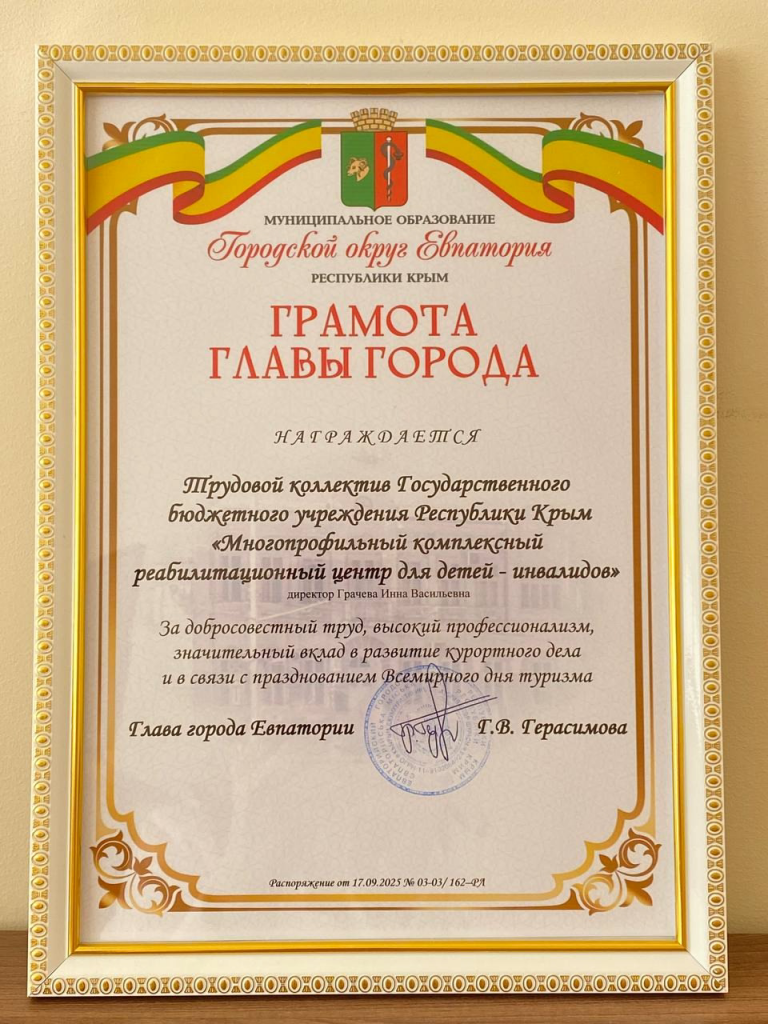 МУНИЦИПАЛЬНОЕ ОБРАЗОВАНИЕ
Городской округ Евпатория
РЕСПУБЛИКИ КРЫМ
ГРАМОТА
ГЛАВЫ ГОРОДА
НАГРАЖДАЕТСЯ
Трудовой коллектив Государственного
бюджетного учреждения Республики Крым
«Многопрофильный комплексный
реабилитационный центр для детей - инвалидов»
директор Грачева Инна Васильевна
За добросовестный труд, высокий профессионализм,
значительный вклад в развитие курортного дела
и в связи с празднованием Всемирного дня туризма
Глава города Евпатории Г.В. Герасимова
Распоряжение от 17.09.2025 № 03-03/ 162–РЛ